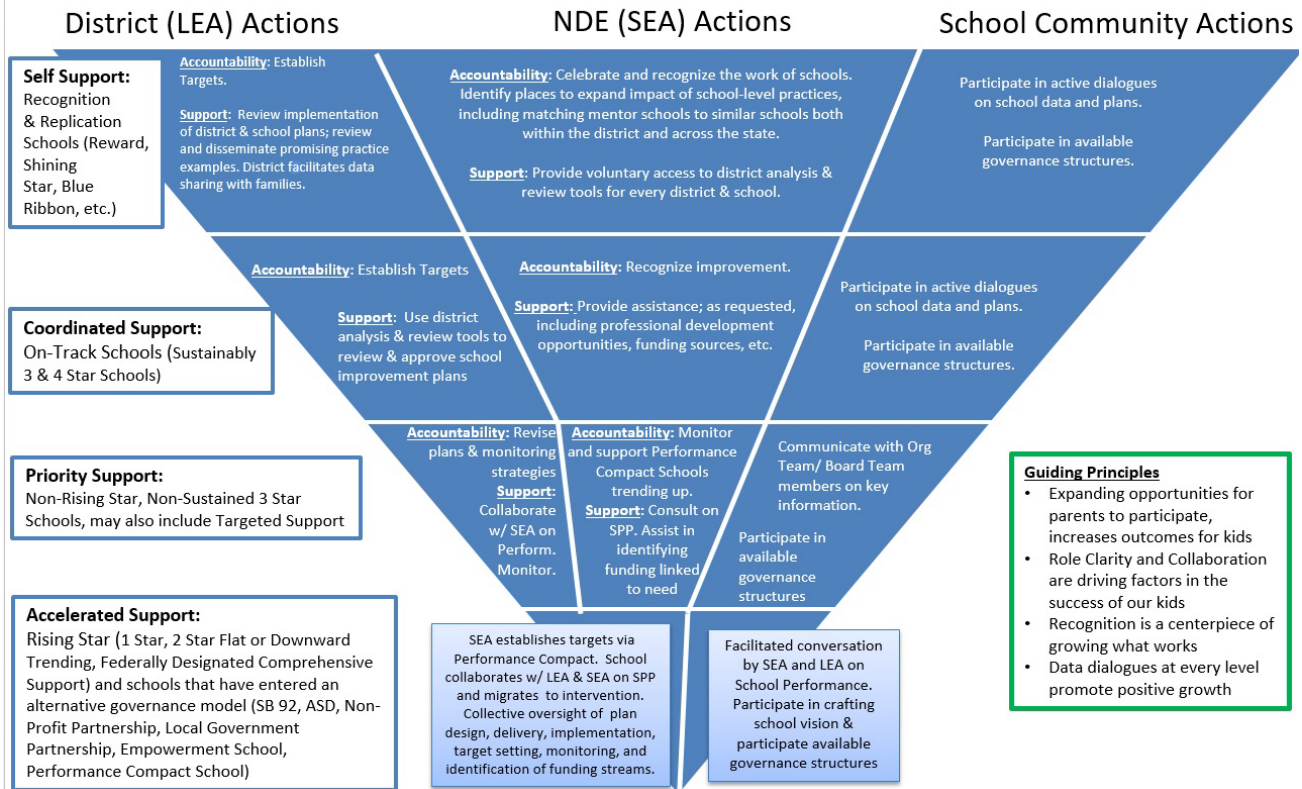 District (LEA) Actions
NDE (SEA) Actions
School Community Actions
Self Support:
Recognition
& Replication
Schools (Reward,
Shining
Star, Blue
Ribbon, etc.)
Accountability: Establish
Targets.
Support: Review implementation
of district & school plans; review
and disseminate promising practice
examples. District facilitates data
sharing with families.
Accountability: Celebrate and recognize the work of schools.
Identify places to expand impact of school-level practices,
including matching mentor schools to similar schools both
within the district and across the state.
Support: Provide voluntary access to district analysis &
review tools for every district & school.
Participate in active dialogues
on school data and plans.
Participate in available
governance structures.
Coordinated Support:
On-Track Schools (Sustainably
3 & 4 Star Schools)
Accountability: Establish Targets
Support: Use district
analysis & review tools to
review & approve school
improvement plans
Accountability: Recognize improvement.
Support: Provide assistance; as requested,
including professional development
opportunities, funding sources, etc.
Participate in active dialogues
on school data and plans.
Participate in available
governance structures.
Priority Support:
Non-Rising Star, Non-Sustained 3 Star
Schools, may also include Targeted Support
Accountability: Revise
plans & monitoring
strategies
Support:
Collaborate
w/ SEA on
Perform.
Monitor.
Accountability: Monitor
and support Performance
Compact Schools
trending up.
Support: Consult on
SPP. Assist in
identifying
funding linked
to need
Communicate with Org
Team/ Board Team
members on key
information.
Participate in
available
governance
structures
Accelerated Support:
Rising Star (1 Star, 2 Star Flat or Downward
Trending, Federally Designated Comprehensive
Support) and schools that have entered an
alternative governance model (SB 92, ASD, Non-
Profit Partnership, Local Government
Partnership, Empowerment School,
Performance Compact School)
SEA establishes targets via
Performance Compact. School
collaborates w/ LEA & SEA on SPP
and migrates to intervention.
Collective oversight of plan
design, delivery, implementation,
target setting, monitoring, and
identification of funding streams.
Facilitated conversation
by SEA and LEA on
School Performance.
Participate in crafting
school vision &
participate available
governance structures
Guiding Principles
• Expanding opportunities for
parents to participate,
increases outcomes for kids
• Role Clarity and Collaboration
are driving factors in the
success of our kids
• Recognition is a centerpiece of
growing what works
• Data dialogues at every level
promote positive growth